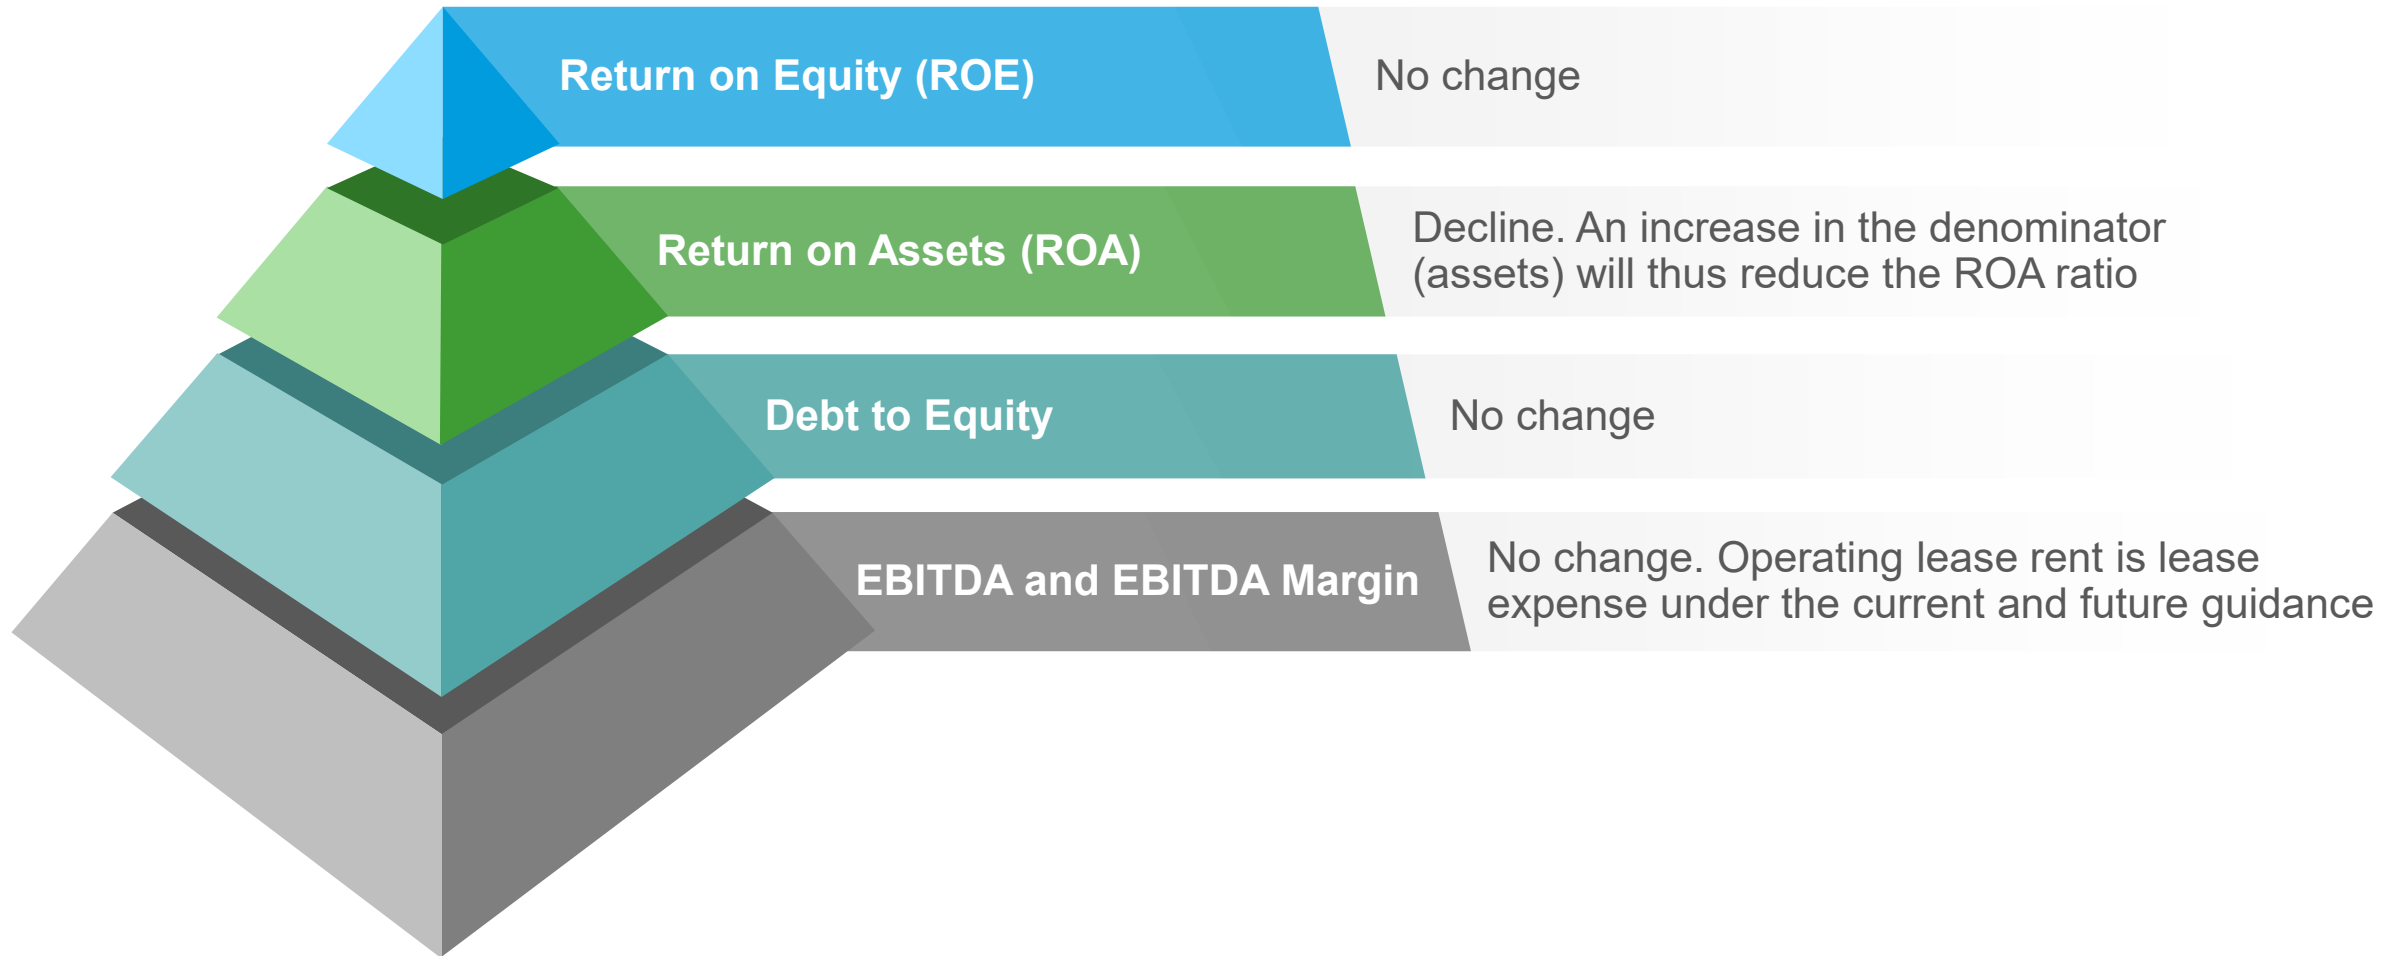 Return on Equity (ROE)
No change
Return on Assets (ROA)
Decline. An increase in the denominator
(assets) will thus reduce the ROA ratio
Debt to Equity
No change
EBITDA and EBITDA Margin
No change. Operating lease rent is lease
expense under the current and future guidance